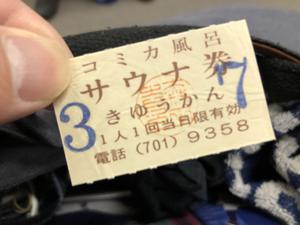 コミカ風呂
サウナ券
3 きゆうかん 7
1人1回当日限有効
電話(701)9358